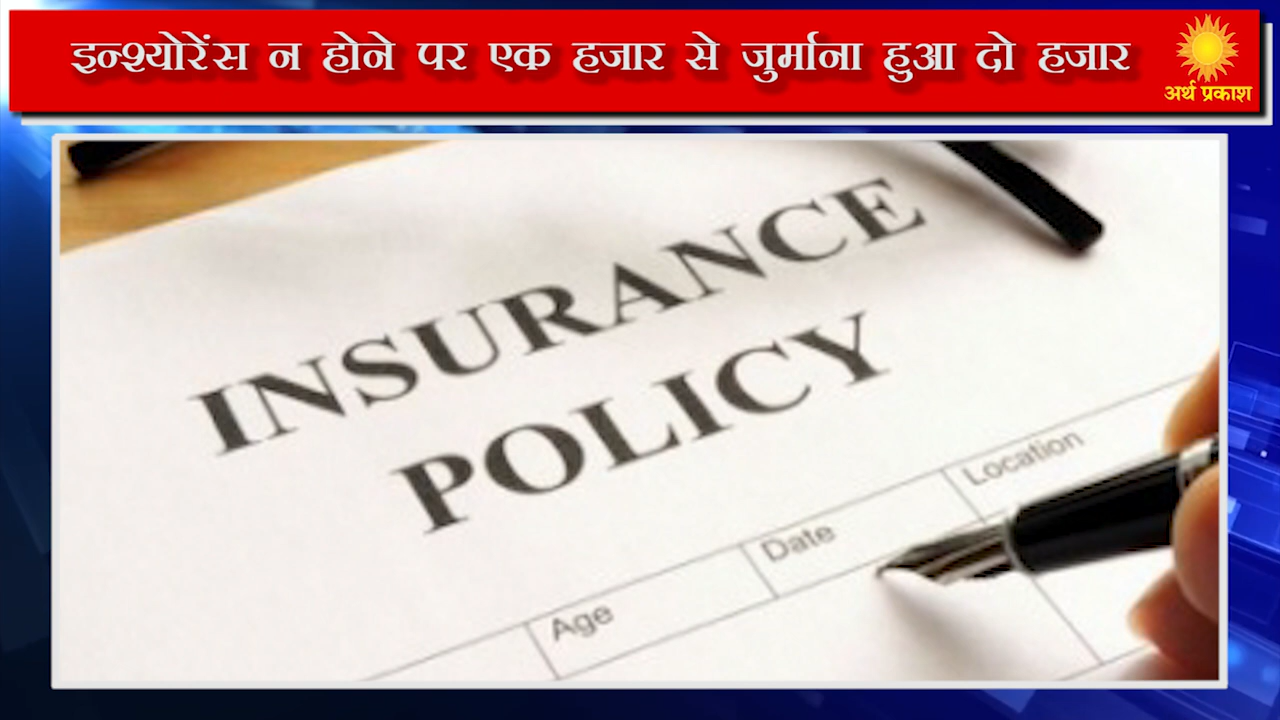 इन्श्योरेंस न होने पर एक हजार से जुर्माना हुआ दो हजार
अर्थ प्रकाश
INSURANCE
POLICY
Location
Date
Age